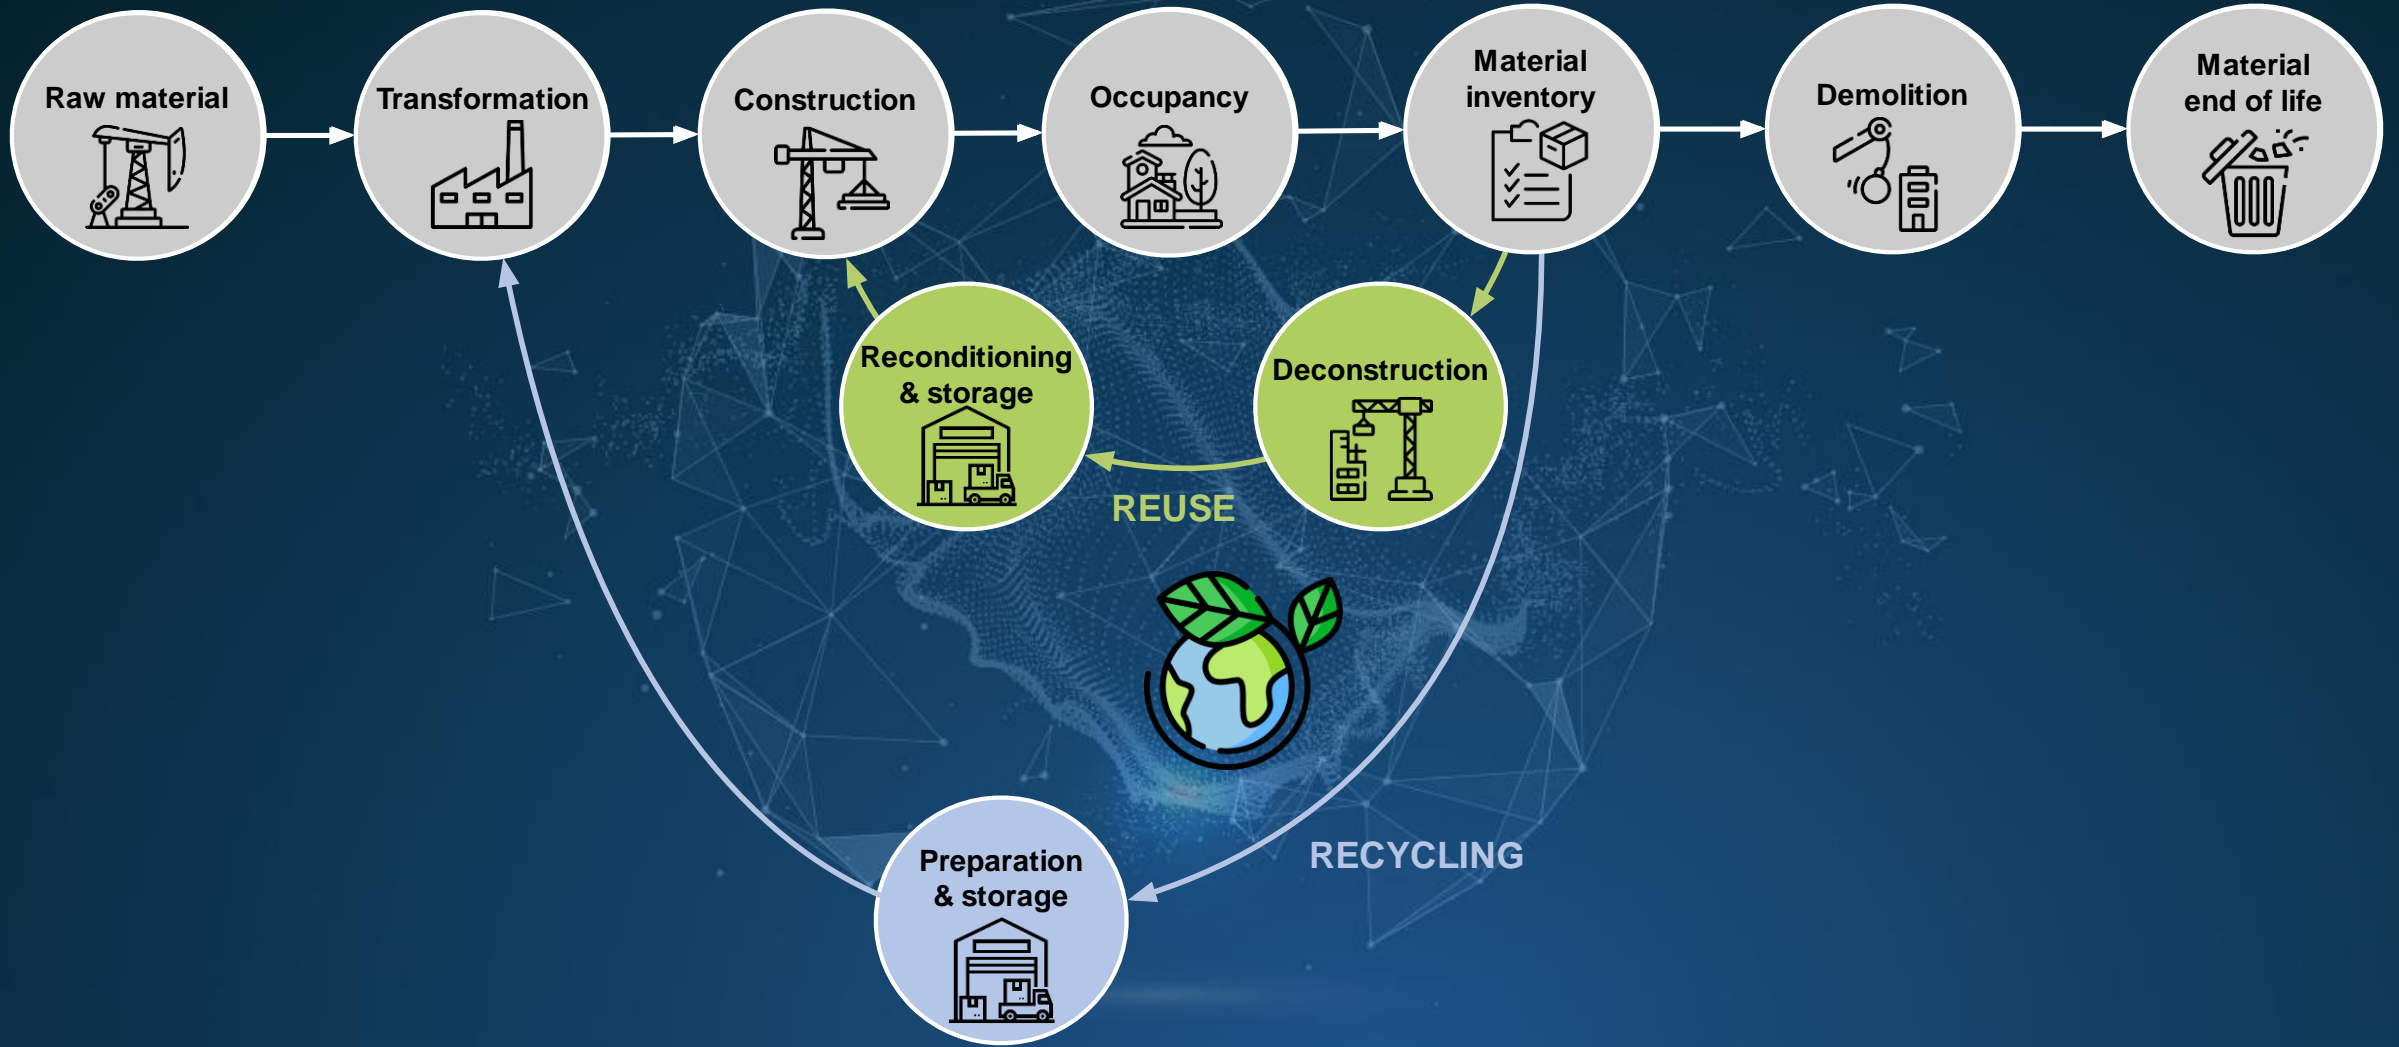 Raw material
Transformation
Construction
Occupancy
Material
inventory
Demolition
Material
end of life
Reconditioning
& storage
Deconstruction
REUSE
RECYCLING
Preparation
& storage